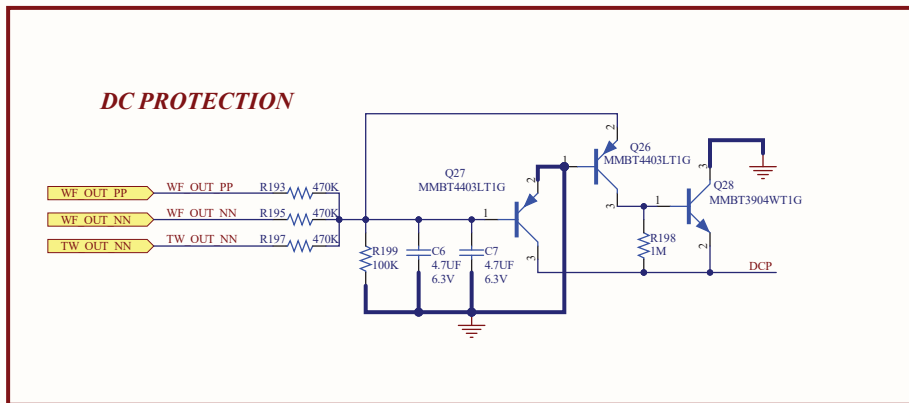 DC PROTECTION
2
Q26
MMBT4403LT1G
1
3
Q27
MMBT4403LT1G
2
3
Q28
MMBT3904WT1G
WF_OUT_PP
WF_OUT_PP
R193
470K
WF_OUT_NN
WF_OUT_NN
R195
470K
TW_OUT_NN
TW_OUT_NN
R197
470K
1
3
1
2
R199
100K
C6
4.7UF
6.3V
C7
4.7UF
6.3V
3
R198
1M
DCP